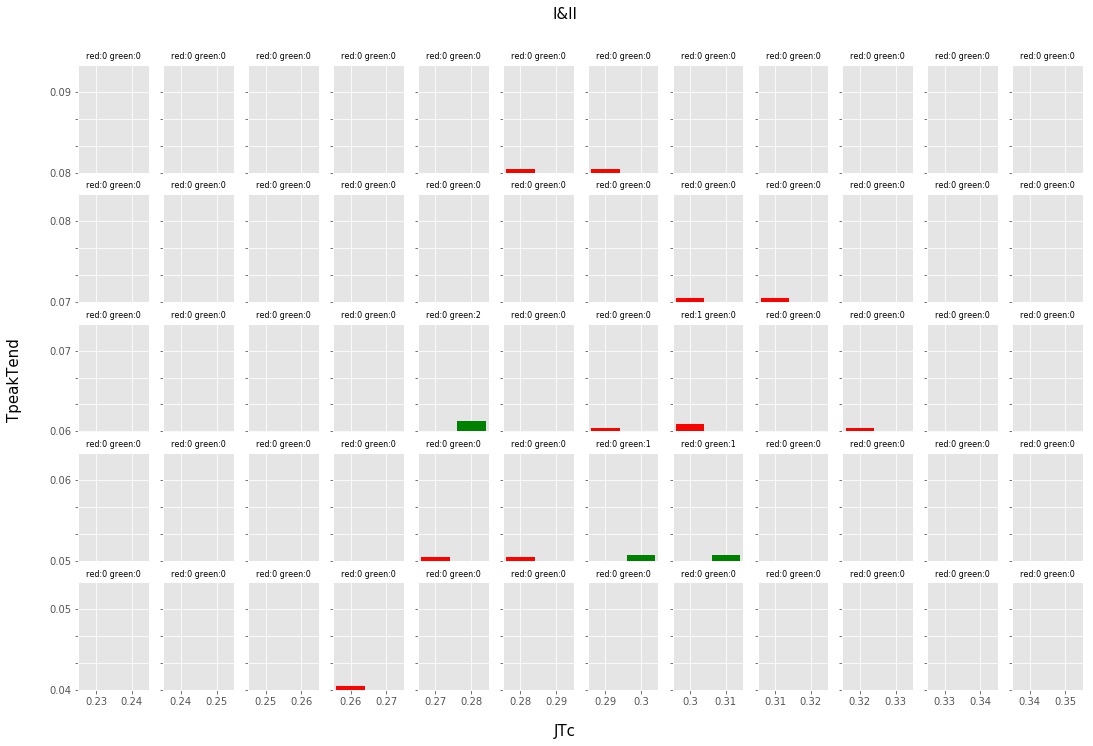 I&II
red:0 green:0 red:0 green:0 red:0 green:0 red:0 green:0 red:0 green:0 red:0 green:0 red:0 green:0 red:0 green:0 red:0 green:0 red:0 green:0 red:0 green:0 red:0 green:0
0.09
0.08
red:0 green:0 red:0 green:0 red:0 green:0 red:0 green:0 red:0 green:0 red:0 green:0 red:0 green:0 red:0 green:0 red:0 green:0 red:0 green:0 red:0 green:0 red:0 green:0
0.08
0.07
red:0 green:0 red:0 green:0 red:0 green:0 red:0 green:0 red:0 green:2 red:0 green:0 red:0 green:0 red:1 green:0 red:0 green:0 red:0 green:0 red:0 green:0 red:0 green:0
0.07
0.06
TpeakTend
red:0 green:0 red:0 green:0 red:0 green:0 red:0 green:0 red:0 green:0 red:0 green:0 red:0 green:1 red:0 green:1 red:0 green:0 red:0 green:0 red:0 green:0 red:0 green:0
0.06
0.05
red:0 green:0 red:0 green:0 red:0 green:0 red:0 green:0 red:0 green:0 red:0 green:0 red:0 green:0 red:0 green:0 red:0 green:0 red:0 green:0 red:0 green:0 red:0 green:0
0.05
0.04
0.23 0.24 0.24 0.25 0.25 0.26 0.26 0.27 0.27 0.28 0.28 0.29 0.29 0.3 0.3 0.31 0.31 0.32 0.32 0.33 0.33 0.34 0.34 0.35
JTc